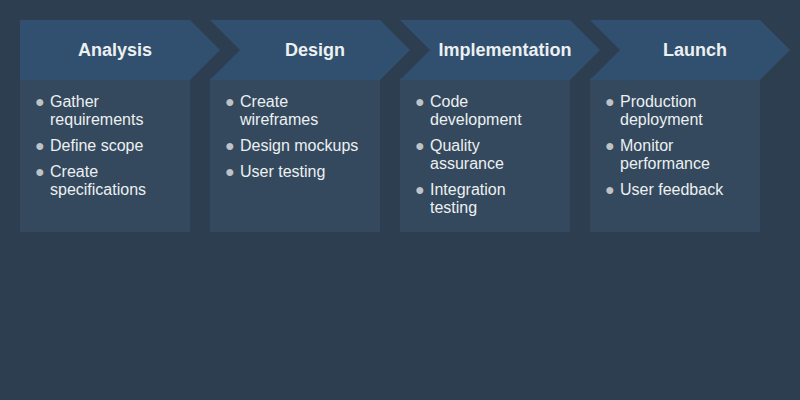 Analysis
● Gather
requirements
● Define scope
● Create
specifications
Design
● Create
wireframes
● Design mockups
● User testing
Implementation
● Code
development
● Quality
assurance
● Integration
testing
Launch
● Production
deployment
● Monitor
performance
● User feedback